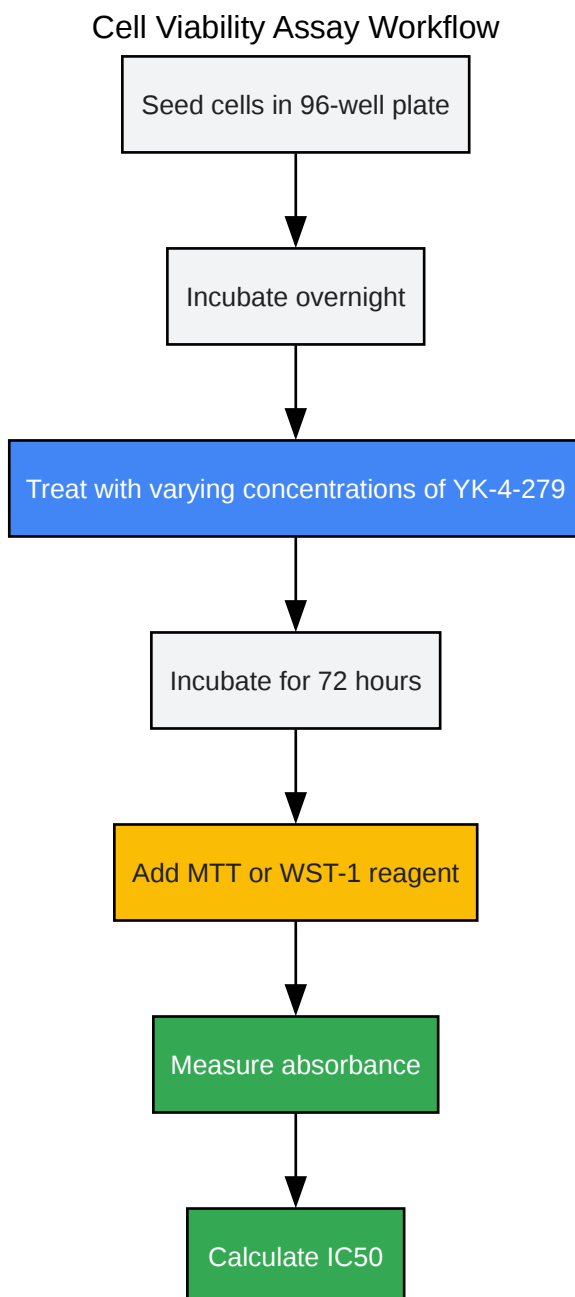 Cell Viability Assay Workflow
Seed cells in 96-well plate
Incubate overnight
Treat with varying concentrations of YK-4-279
Incubate for 72 hours
Add MTT or WST-1 reagent
Measure absorbance
Calculate IC50